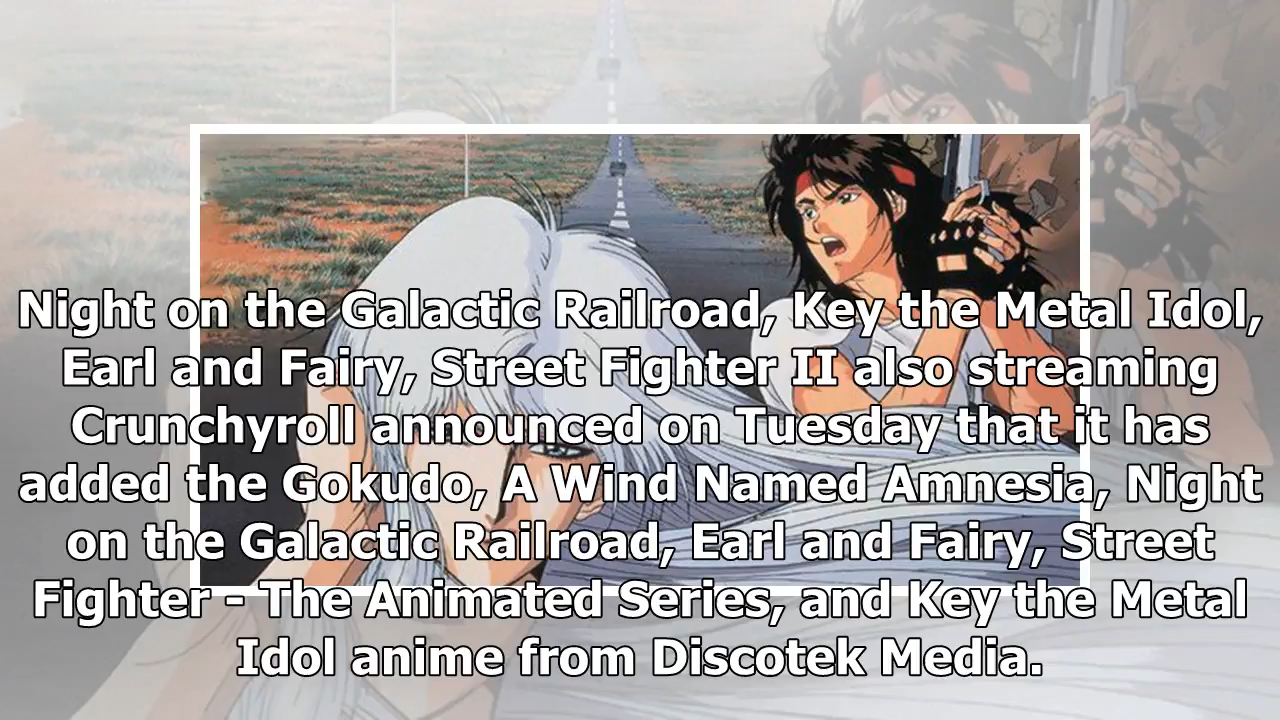 Night on the Galactic Railroad, Key the Metal Idol,
Earl and Fairy, Street Fighter II also streaming
Crunchyroll announced on Tuesday that it has
added the Gokudo, A Wind Named Amnesia, Night
on the Galactic Railroad, Earl and Fairy, Street
Fighter - The Animated Series, and Key the Metal
Idol anime from Discotek Media.